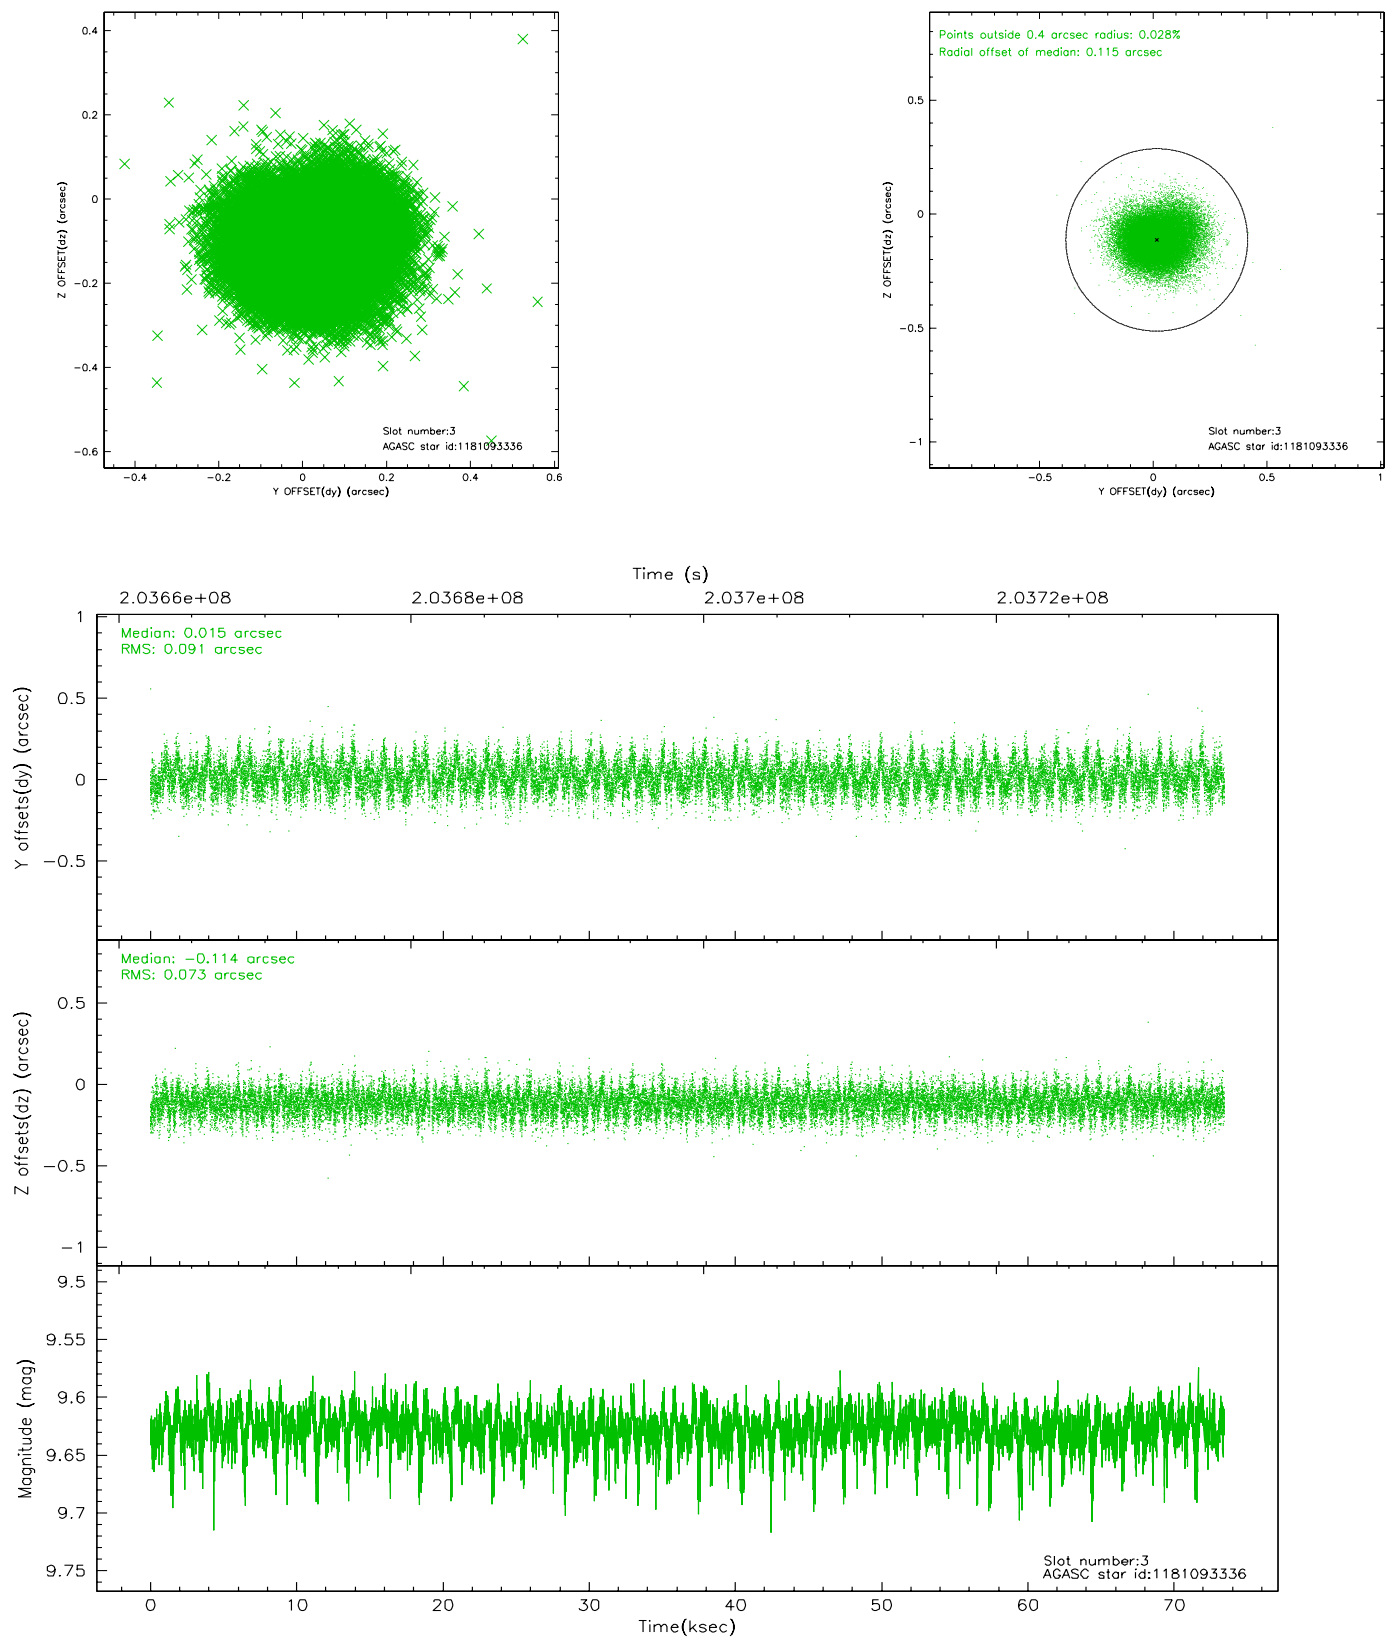 0.4
0.2
0
-0.2
-0.4
-0.6
Z OFFSET(dz) (arcsec)
Slot number:3
AGASC star id:1181093336
-0.4
-0.2
0
0.2
0.4
0.6
Y OFFSET(dy) (arcsec)
Points outside 0.4 arcsec radius: 0.028%
Radial offset of median: 0.115 arcsec
0.5
0
-0.5
-1
Z OFFSET(dz) (arcsec)
Slot number:3
AGASC star id:1181093336
-0.5
0
0.5
1
Y OFFSET(dy) (arcsec)
Time (s)
2.0366e+08
2.0368e+08
2.037e+08
2.0372e+08
1
0.5
0
-0.5
Y offsets(dy) (arcsec)
Median: 0.015 arcsec
RMS: 0.091 arcsec
0.5
0
-0.5
-1
Z offsets(dz) (arcsec)
Median: -0.114 arcsec
RMS: 0.073 arcsec
9.5
9.55
9.6
9.65
9.7
9.75
Magnitude (mag)
Slot number:3
AGASC star id:1181093336
0
10
20
30
40
50
60
70
Time(ksec)